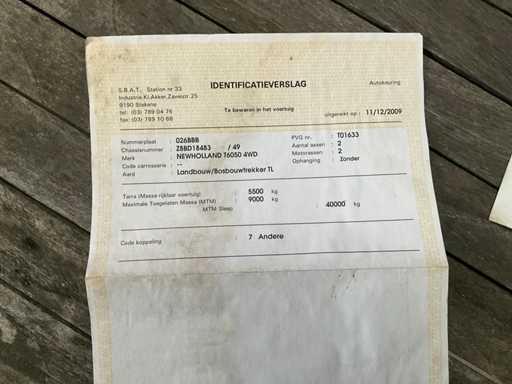 S.B.A.T., Station nr 33
Industrie.Kl.Akker,Zavelstr.25
9190 Stekene
tel: (03) 789 04 76
fax: (03) 789 10 68
IDENTIFICATIEVERSLAG
Autokeuring
Te bewaren in het voertuig
uitgereikt op : 11/12/2009
Nummerplaat : 026BBB
Chassisnummer : Z8BD18483 / 49
Merk : NEWHOLLAND T6050 4WD
Code carrosserie : --
Aard : Landbouw/Bosbouwtrekker TL
PVG nr. : T01633
Aantal assen : 2
Motorassen : 2
Ophanging : Zonder
Tarra (Massa rijklaar voertuig) : 5500 kg
Maximale Toegelaten Massa (MTM) : 9000 kg
MTM Sleep : 40000 kg
Code koppeling : 7 Andere